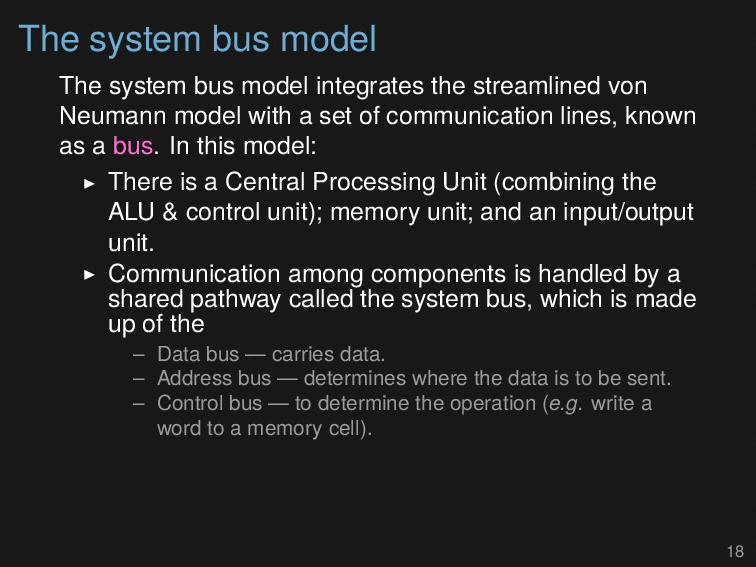 The system bus model
The system bus model integrates the streamlined von
Neumann model with a set of communication lines, known
as a bus. In this model:
▶ There is a Central Processing Unit (combining the
ALU & control unit); memory unit; and an input/output
unit.
▶ Communication among components is handled by a
shared pathway called the system bus, which is made
up of the
– Data bus — carries data.
– Address bus — determines where the data is to be sent.
– Control bus — to determine the operation (e.g. write a
word to a memory cell).
18